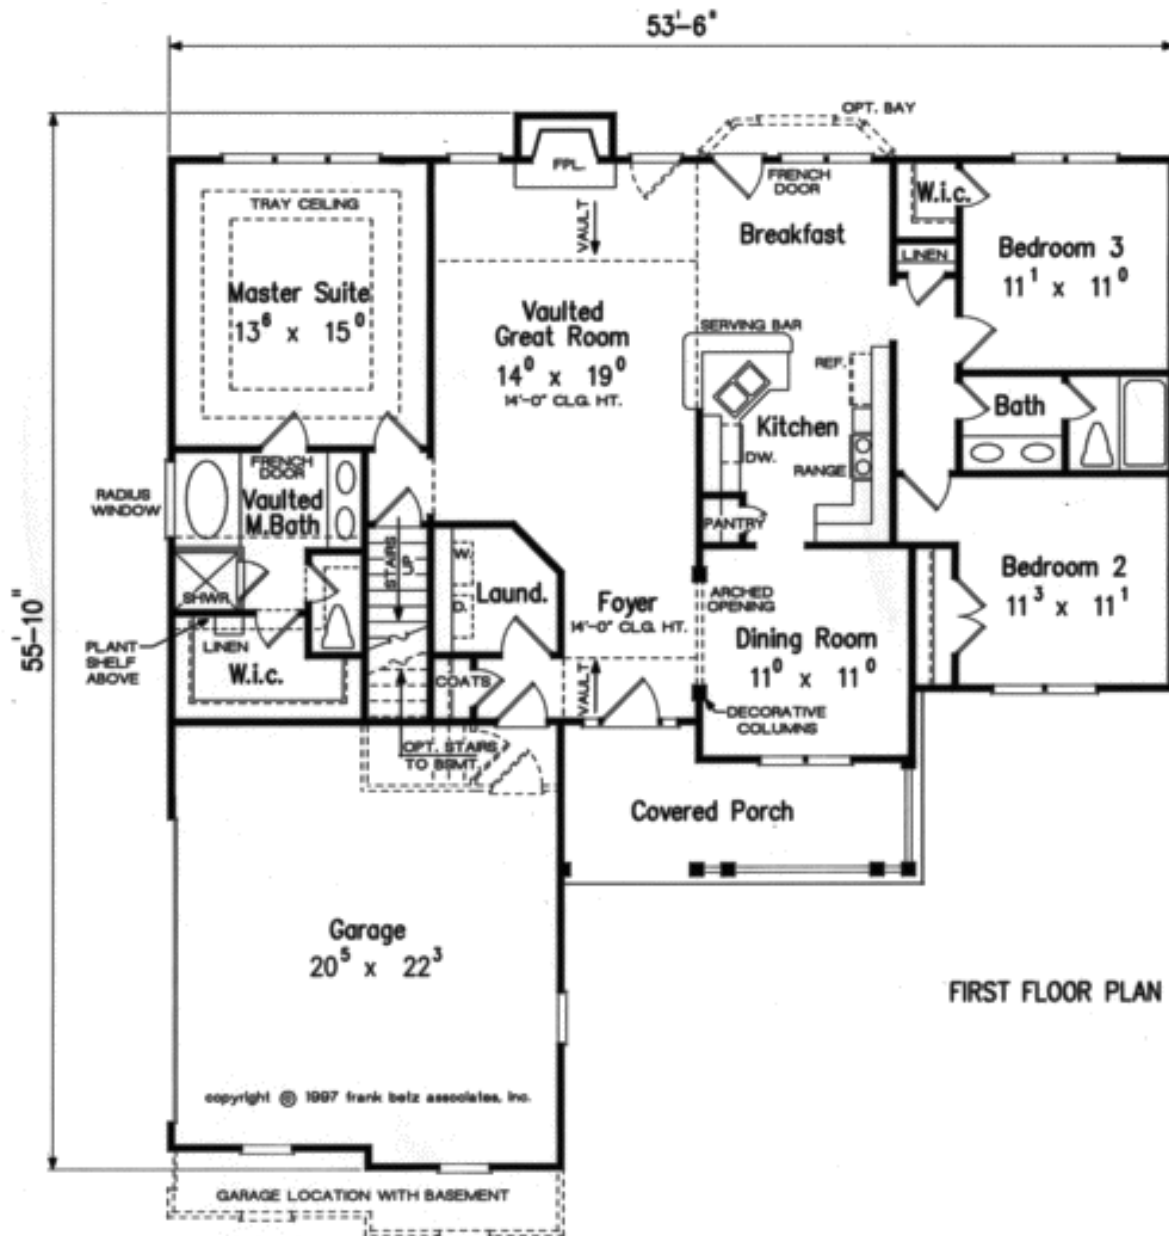 53'-6"
OPT. BAY
FPL.
FRENCH
DOOR
W.i.c.
TRAY CEILING
VAULT
Breakfast
LINEN
Bedroom 3
11¹ x 11⁰
Master Suite
13⁶ x 15⁰
Vaulted
Great Room
14⁰ x 19⁰
14'-0" CLG. HT.
SERVING BAR
REF.
Kitchen
DW.
RANGE
Bath
FRENCH
DOOR
RADIUS
WINDOW
Vaulted
M.Bath
PANTRY
STAIRS
UP
W.
D.
Laund.
Foyer
14'-0" CLG. HT.
ARCHED
OPENING
Dining Room
11⁰ x 11⁰
Bedroom 2
11³ x 11¹
SHWR.
55'-10"
PLANT
SHELF
ABOVE
LINEN
W.i.c.
COATS
VAULT
DECORATIVE
COLUMNS
OPT. STAIRS
TO BSMT.
Covered Porch
Garage
20⁵ x 22³
FIRST FLOOR PLAN
copyright © 1997 frank betz associates, inc.
GARAGE LOCATION WITH BASEMENT